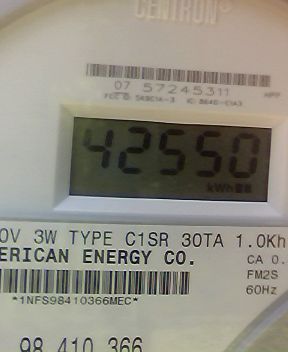 CENTRON®
07 57245311
42550
kWh
0V 3W TYPE C1SR 30TA 1.0Kh
ERICAN ENERGY CO.
CA 0.
FM2S
*1NFS98410366MEC*
60Hz
98 410 366